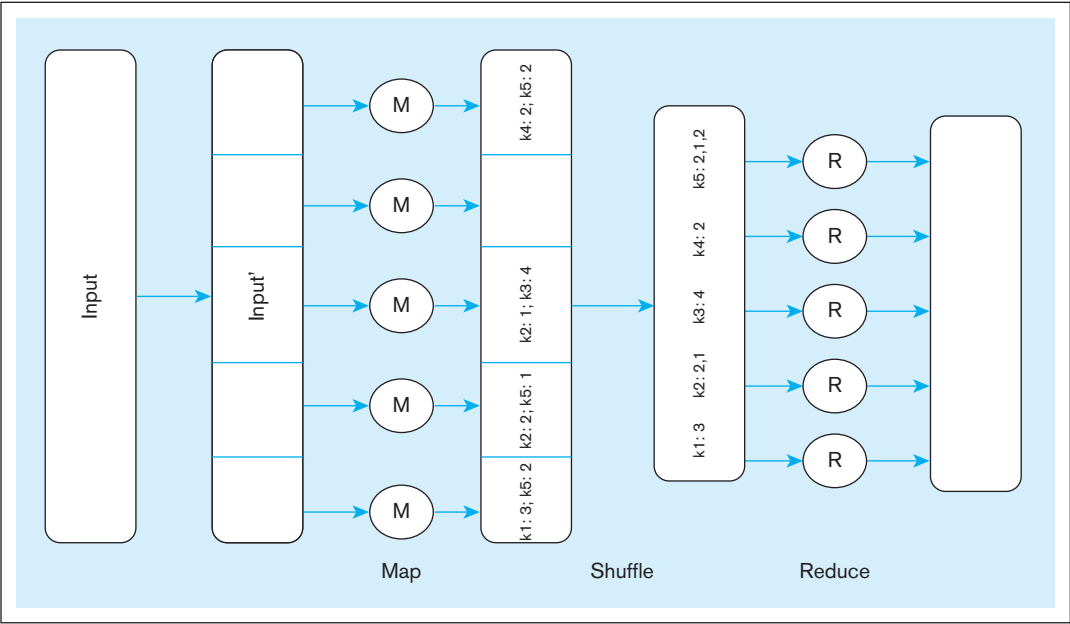 Input
Input'
M
M
M
M
M
k4: 2; k5: 2
k2: 1; k3: 4
k2: 2; k5: 1
k1: 3; k5: 2
k5: 2,1,2
k4: 2
k3: 4
k2: 2,1
k1: 3
R
R
R
R
R
Map
Shuffle
Reduce